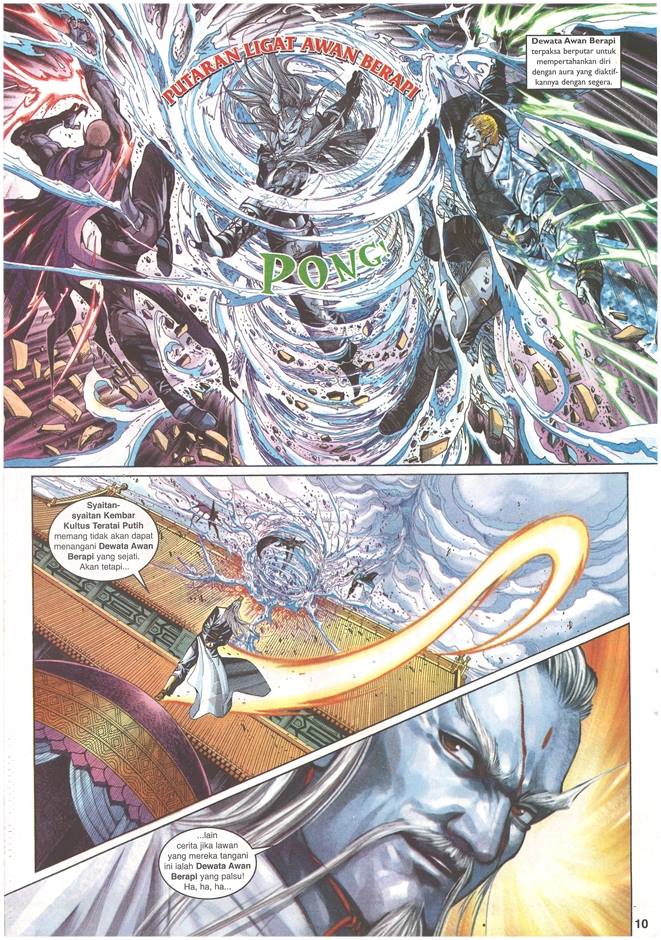 PUTARAN LIGAT AWAN BERAPI
Dewata Awan Berapi
terpaksa berputar untuk
mempertahankan diri
dengan aura yang diaktif-
kannya dengan segera.
PONG!
Syaitan-
syaitan Kembar
Kultus Teratai Putih
memang tidak akan dapat
menangani Dewata Awan
Berapi yang sejati.
Akan tetapi...
...lain
cerita jika lawan
yang mereka tangani
ini ialah Dewata Awan
Berapi yang palsu!
Ha, ha, ha...
10